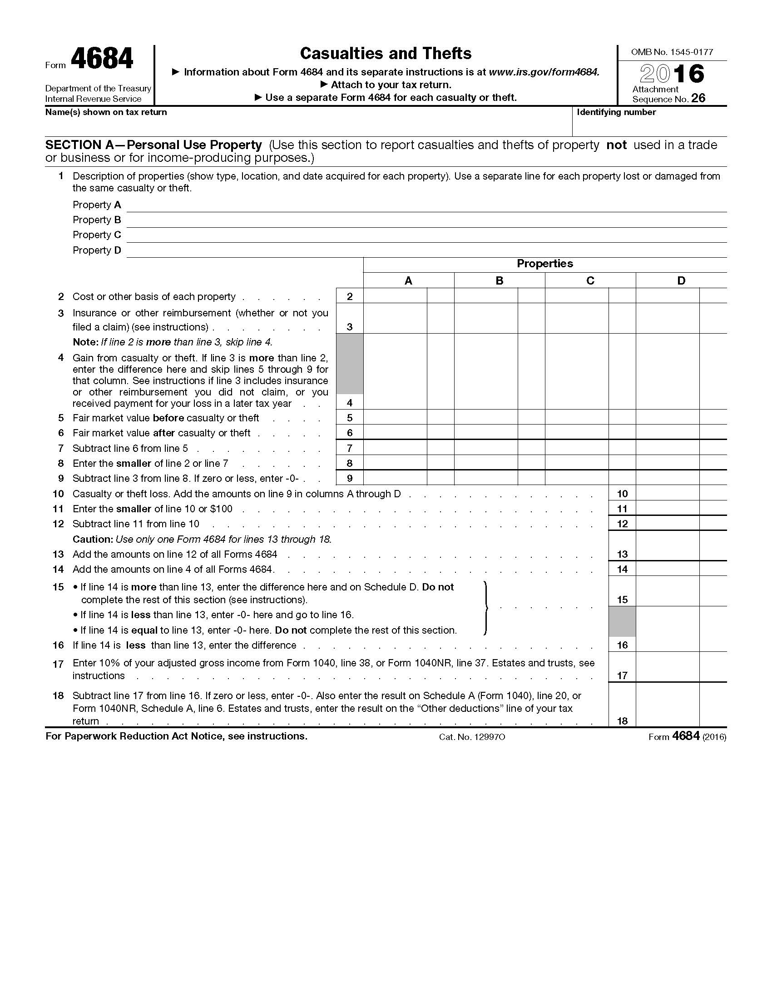 Form 4684
Department of the Treasury
Internal Revenue Service
Casualties and Thefts
▶ Information about Form 4684 and its separate instructions is at www.irs.gov/form4684.
▶ Attach to your tax return.
▶ Use a separate Form 4684 for each casualty or theft.
OMB No. 1545-0177
2016
Attachment
Sequence No. 26
Name(s) shown on tax return
Identifying number
SECTION A—Personal Use Property (Use this section to report casualties and thefts of property not used in a trade
or business or for income-producing purposes.)
1 Description of properties (show type, location, and date acquired for each property). Use a separate line for each property lost or damaged from
the same casualty or theft.
Property A
Property B
Property C
Property D
Properties
A B C D
2 Cost or other basis of each property . . . . . . 2
3 Insurance or other reimbursement (whether or not you
filed a claim) (see instructions) . . . . . . . . 3
Note: If line 2 is more than line 3, skip line 4.
4 Gain from casualty or theft. If line 3 is more than line 2,
enter the difference here and skip lines 5 through 9 for
that column. See instructions if line 3 includes insurance
or other reimbursement you did not claim, or you
received payment for your loss in a later tax year . . 4
5 Fair market value before casualty or theft . . . . 5
6 Fair market value after casualty or theft . . . . . 6
7 Subtract line 6 from line 5 . . . . . . . . . 7
8 Enter the smaller of line 2 or line 7 . . . . . . 8
9 Subtract line 3 from line 8. If zero or less, enter -0- . . 9
10 Casualty or theft loss. Add the amounts on line 9 in columns A through D . . . . . . . . . . . . . 10
11 Enter the smaller of line 10 or $100 . . . . . . . . . . . . . . . . . . . . . . . . 11
12 Subtract line 11 from line 10 . . . . . . . . . . . . . . . . . . . . . . . . . . 12
Caution: Use only one Form 4684 for lines 13 through 18.
13 Add the amounts on line 12 of all Forms 4684 . . . . . . . . . . . . . . . . . . . . . 13
14 Add the amounts on line 4 of all Forms 4684. . . . . . . . . . . . . . . . . . . . . . 14
15 • If line 14 is more than line 13, enter the difference here and on Schedule D. Do not
complete the rest of this section (see instructions). 15
• If line 14 is less than line 13, enter -0- here and go to line 16. . . . . . . .
• If line 14 is equal to line 13, enter -0- here. Do not complete the rest of this section.
16 If line 14 is less than line 13, enter the difference . . . . . . . . . . . . . . . . . . . . 16
17 Enter 10% of your adjusted gross income from Form 1040, line 38, or Form 1040NR, line 37. Estates and trusts, see
instructions . . . . . . . . . . . . . . . . . . . . . . . . . . . . . . . 17
18 Subtract line 17 from line 16. If zero or less, enter -0-. Also enter the result on Schedule A (Form 1040), line 20, or
Form 1040NR, Schedule A, line 6. Estates and trusts, enter the result on the “Other deductions” line of your tax
return . . . . . . . . . . . . . . . . . . . . . . . . . . . . . . . . . 18
For Paperwork Reduction Act Notice, see instructions. Cat. No. 12997O Form 4684 (2016)